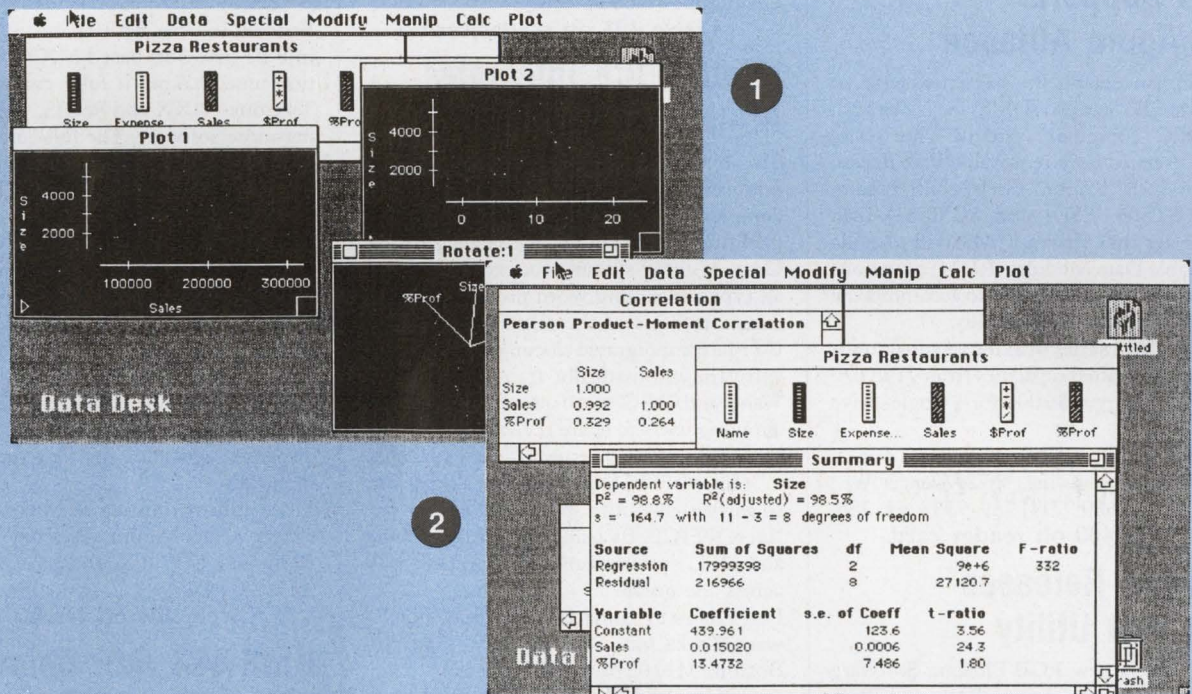 File Edit Data Special Modify Manip Calc Plot
Pizza Restaurants
Size Expense Sales $Prof %Pro
Plot 1
Size
4000
2000
100000 200000 300000
Sales
Plot 2
Size
4000
2000
0 10 20
1
Rotate:1
%Prof Size
Data Desk
2
File Edit Data Special Modify Manip Calc Plot
Correlation
Pearson Product-Moment Correlation
Size Sales
Size 1.000
Sales 0.992 1.000
%Prof 0.329 0.264
titled
Pizza Restaurants
Name Size Expense... Sales $Prof %Prof
Summary
Dependent variable is: Size
R² = 98.8% R²(adjusted) = 98.5%
s = 164.7 with 11 - 3 = 8 degrees of freedom
Source Sum of Squares df Mean Square F-ratio
Regression 17999398 2 9e+6 332
Residual 216966 8 27120.7
Variable Coefficient s.e. of Coeff t-ratio
Constant 439.961 123.6 3.56
Sales 0.015020 0.0006 24.3
%Prof 13.4732 7.486 1.80
Data
rash